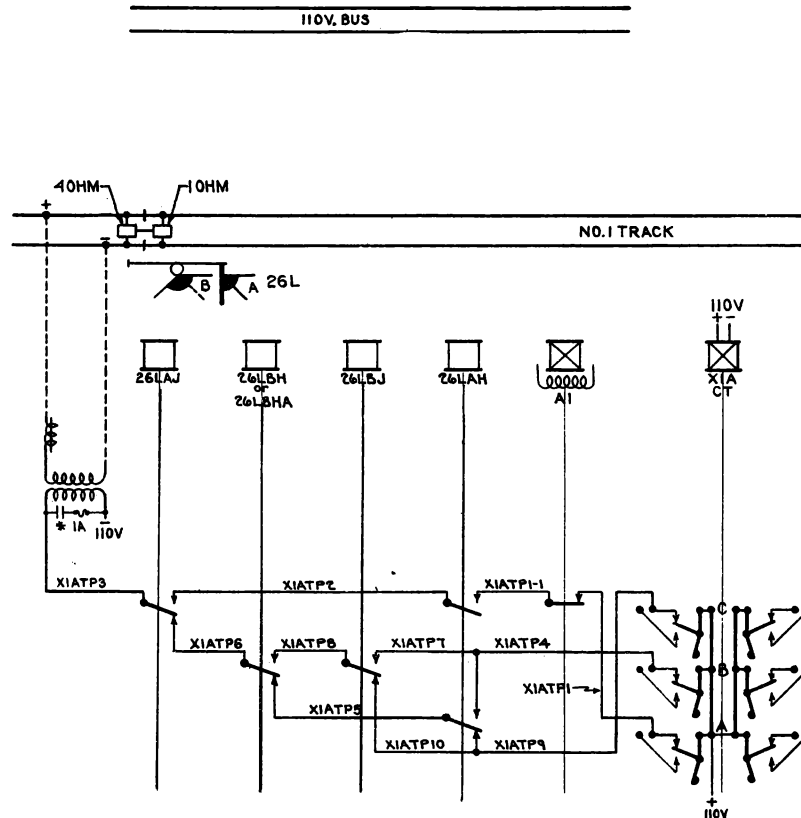 110V. BUS
4OHM
1OHM
+
–
NO.1 TRACK
B
A
26L
110V
+ –
26LAJ
26LBH
or
26LBHA
26LBJ
26LAH
A1
X1A
CT
* 1A
–
110V
X1ATP3
X1ATP2
X1ATP1-1
C
X1ATP6
X1ATP8
X1ATP7
X1ATP4
B
X1ATP1
X1ATP5
A
X1ATP10
X1ATP9
+
110V